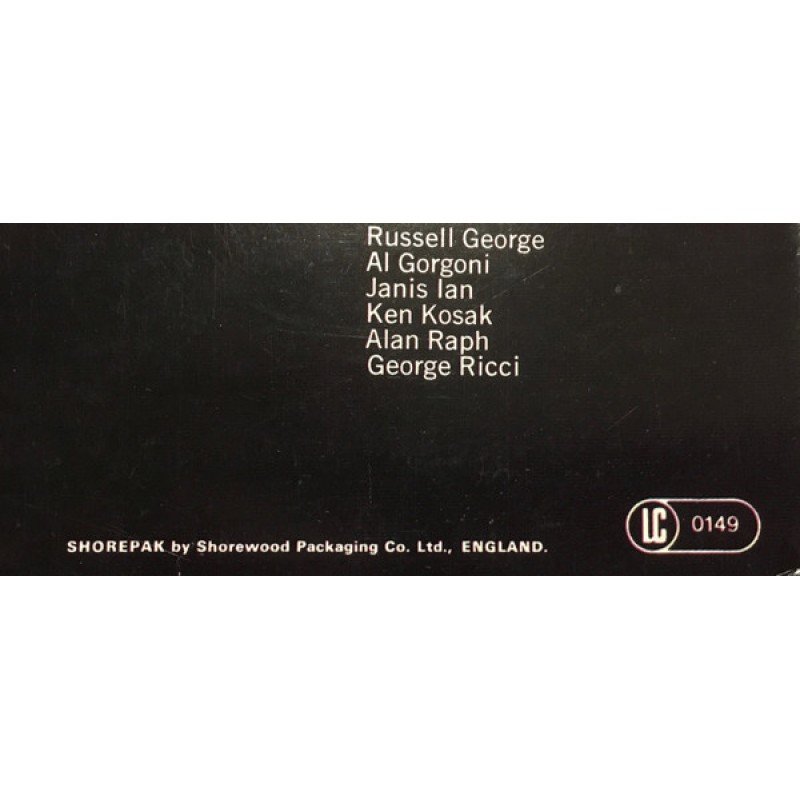 Russell George
Al Gorgoni
Janis Ian
Ken Kosak
Alan Raph
George Ricci
LC 0149
SHOREPAK by Shorewood Packaging Co. Ltd., ENGLAND.